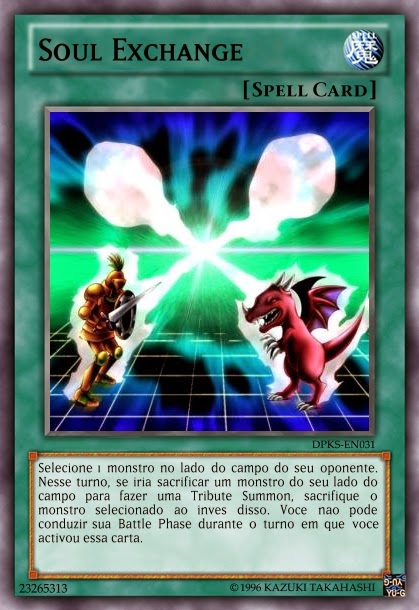 SOUL EXCHANGE
魔
[SPELL CARD]
DPKS-EN031
Selecione 1 monstro no lado do campo do seu oponente.
Nesse turno, se iria sacrificar um monstro do seu lado do
campo para fazer uma Tribute Summon, sacrifique o
monstro selecionado ao inves disso. Voce nao pode
conduzir sua Battle Phase durante o turno em que voce
activou essa carta.
23265313
©1996 KAZUKI TAKAHASHI